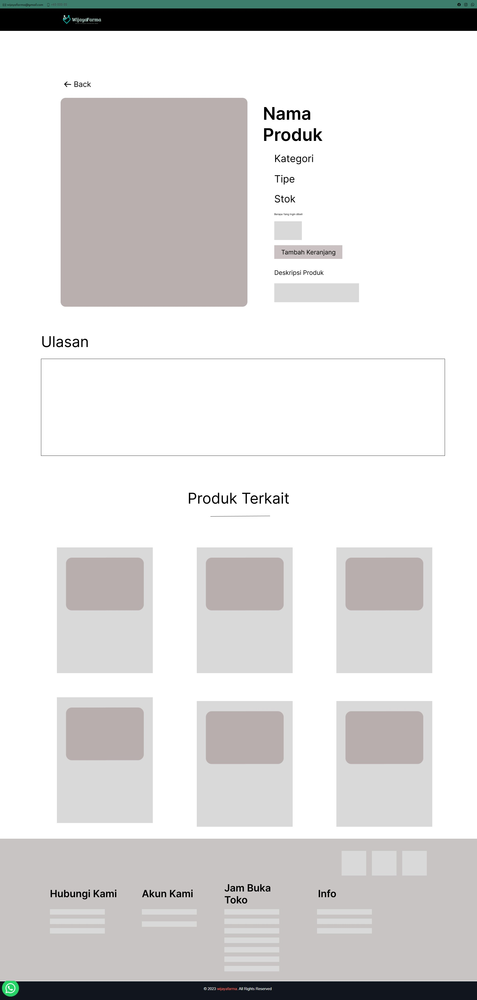 wijayafarma@gmail.com +62-222-22
WijayaFarma
Back
Nama
Produk
Kategori
Tipe
Stok
Berapa Yang Ingin dibeli
Tambah Keranjang
Deskripsi Produk
Ulasan
Produk Terkait
Hubungi Kami
Akun Kami
Jam Buka
Toko
Info
© 2023 wijayafarma. All Rights Reserved